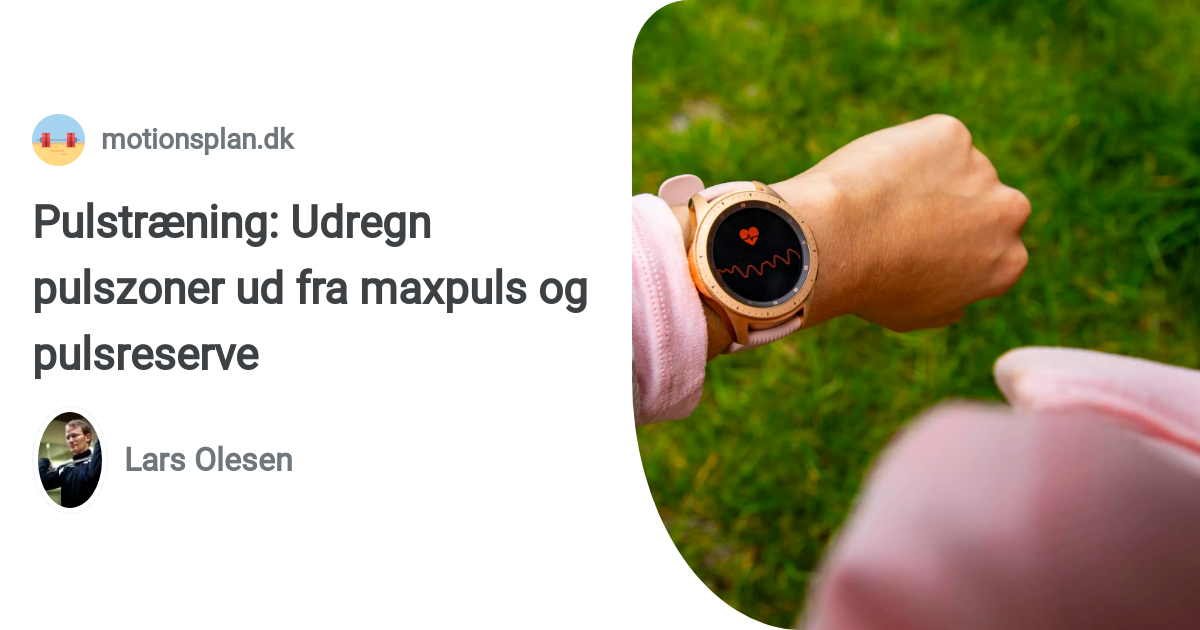 motionsplan.dk
Pulstræning: Udregn
pulszoner ud fra maxpuls og
pulsreserve
Lars Olesen